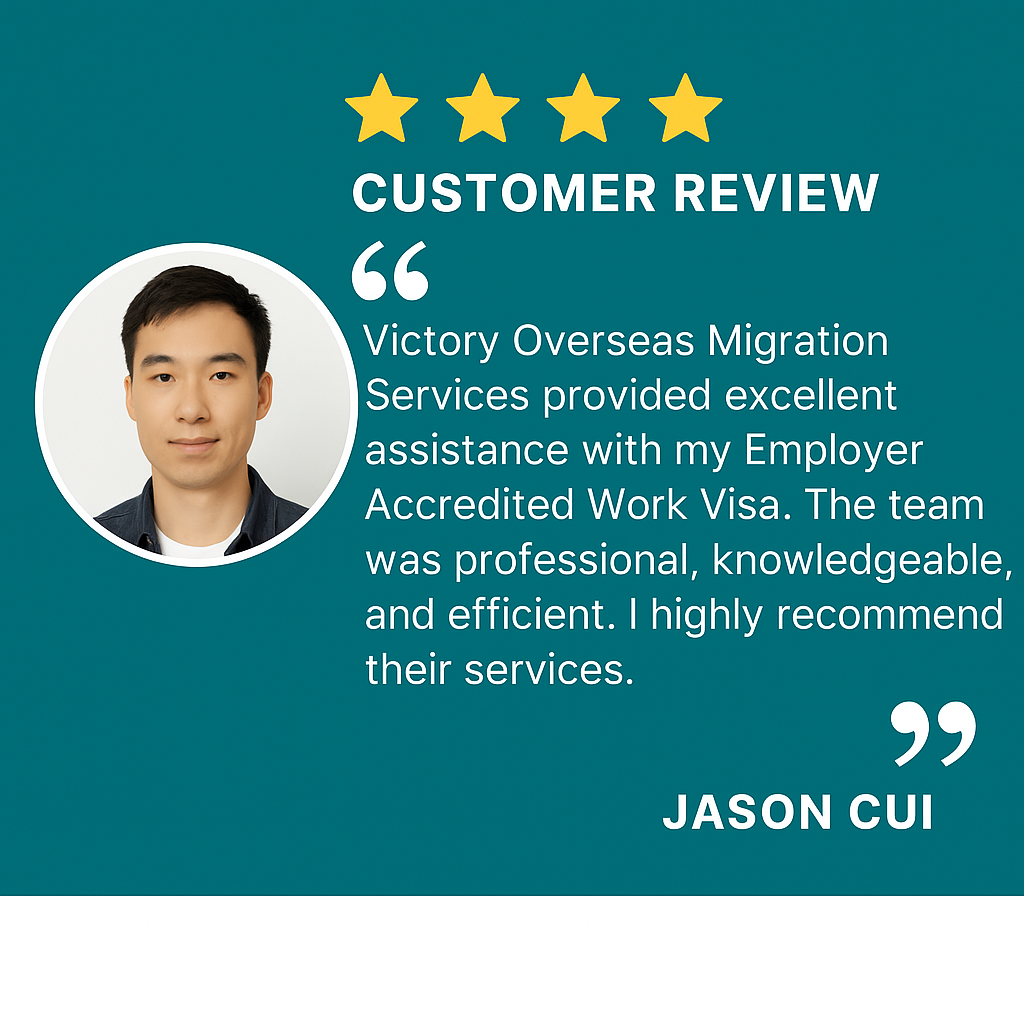 CUSTOMER REVIEW
“
Victory Overseas Migration
Services provided excellent
assistance with my Employer
Accredited Work Visa. The team
was professional, knowledgeable,
and efficient. I highly recommend
their services.
”
JASON CUI